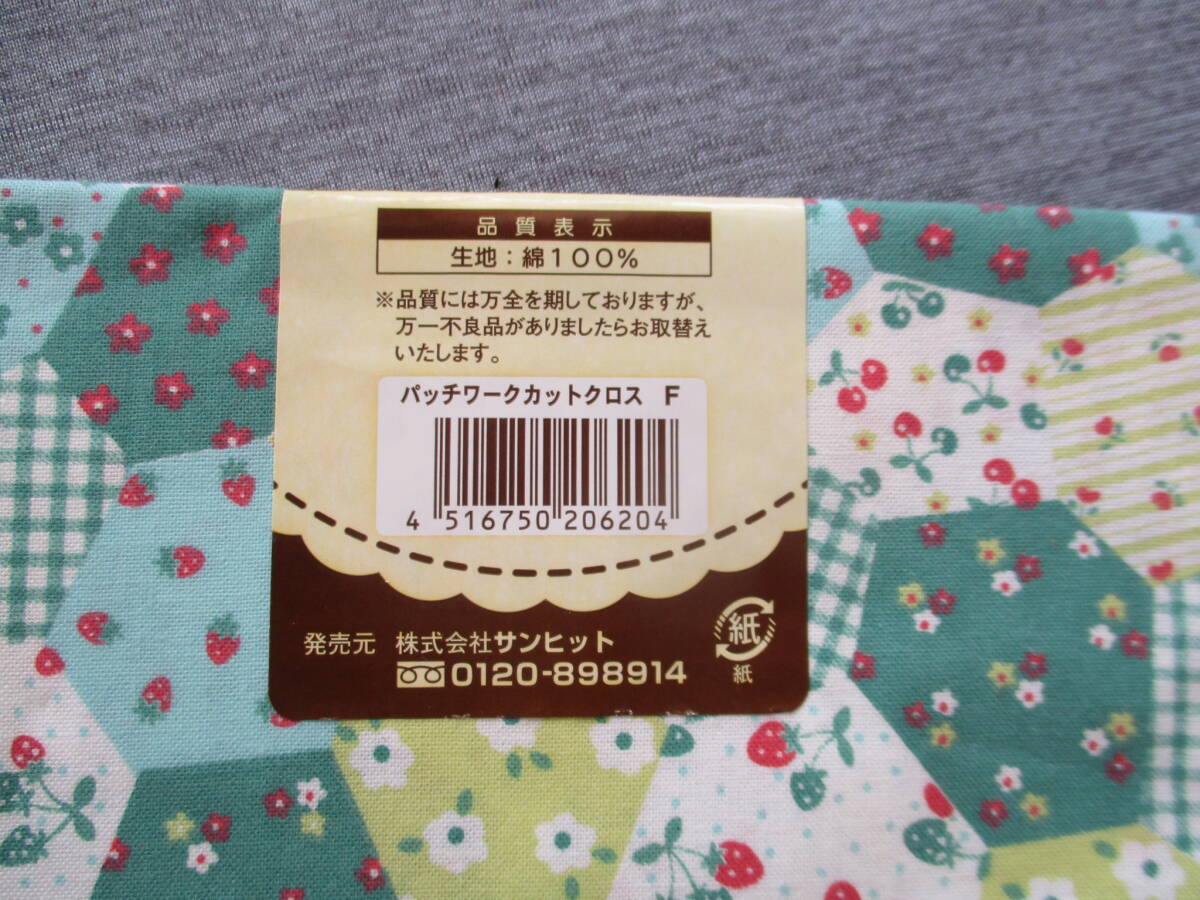 品質表示
生地：綿１００％
※品質には万全を期しておりますが、
万一不良品がありましたらお取替え
いたします。
パッチワークカットクロス　F
4 516750 206204
発売元　株式会社サンヒット
0120-898914
紙
紙